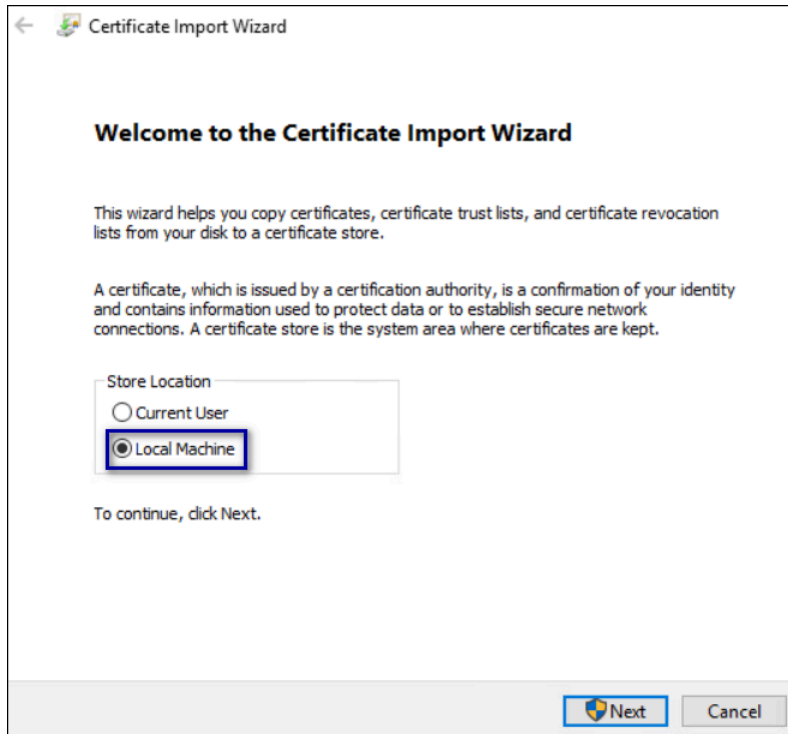 Certificate Import Wizard
Welcome to the Certificate Import Wizard
This wizard helps you copy certificates, certificate trust lists, and certificate revocation
lists from your disk to a certificate store.
A certificate, which is issued by a certification authority, is a confirmation of your identity
and contains information used to protect data or to establish secure network
connections. A certificate store is the system area where certificates are kept.
Store Location
Current User
Local Machine
To continue, click Next.
Next
Cancel